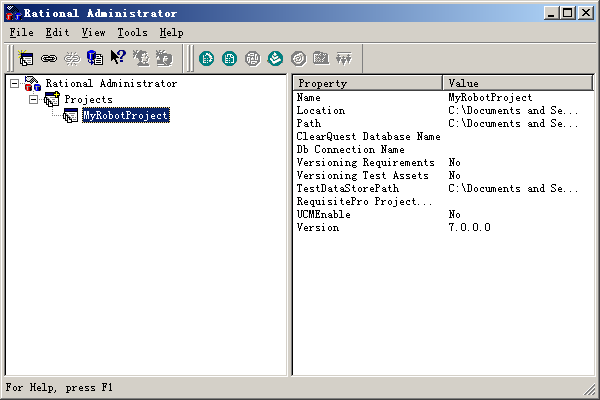 Rational Administrator
File Edit View Tools Help
Rational Administrator
Projects
MyRobotProject
Property Value
Name MyRobotProject
Location C:\Documents and Se...
Path C:\Documents and Se...
ClearQuest Database Name
Db Connection Name
Versioning Requirements No
Versioning Test Assets No
TestDataStorePath C:\Documents and Se...
RequisitePro Project...
UCMEnable No
Version 7.0.0.0
For Help, press F1